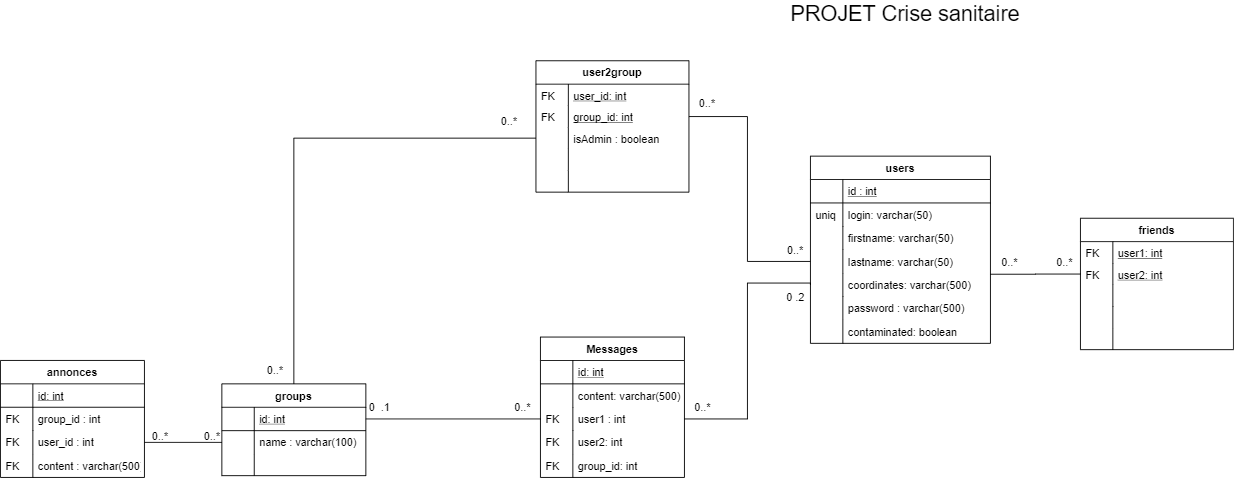 PROJET Crise sanitaire
user2group
FK user_id: int
FK group_id: int
isAdmin : boolean
0..*
0..*
users
id : int
uniq login: varchar(50)
firstname: varchar(50)
lastname: varchar(50)
coordinates: varchar(500)
password : varchar(500)
contaminated: boolean
0..*
0 .2
0..*
0..*
friends
FK user1: int
FK user2: int
Messages
id: int
content: varchar(500)
FK user1 : int
FK user2: int
FK group_id: int
0..*
0..*
annonces
id: int
FK group_id : int
FK user_id : int
FK content : varchar(500)
0..*
0..*
0..*
groups
id: int
name : varchar(100)
0 .1